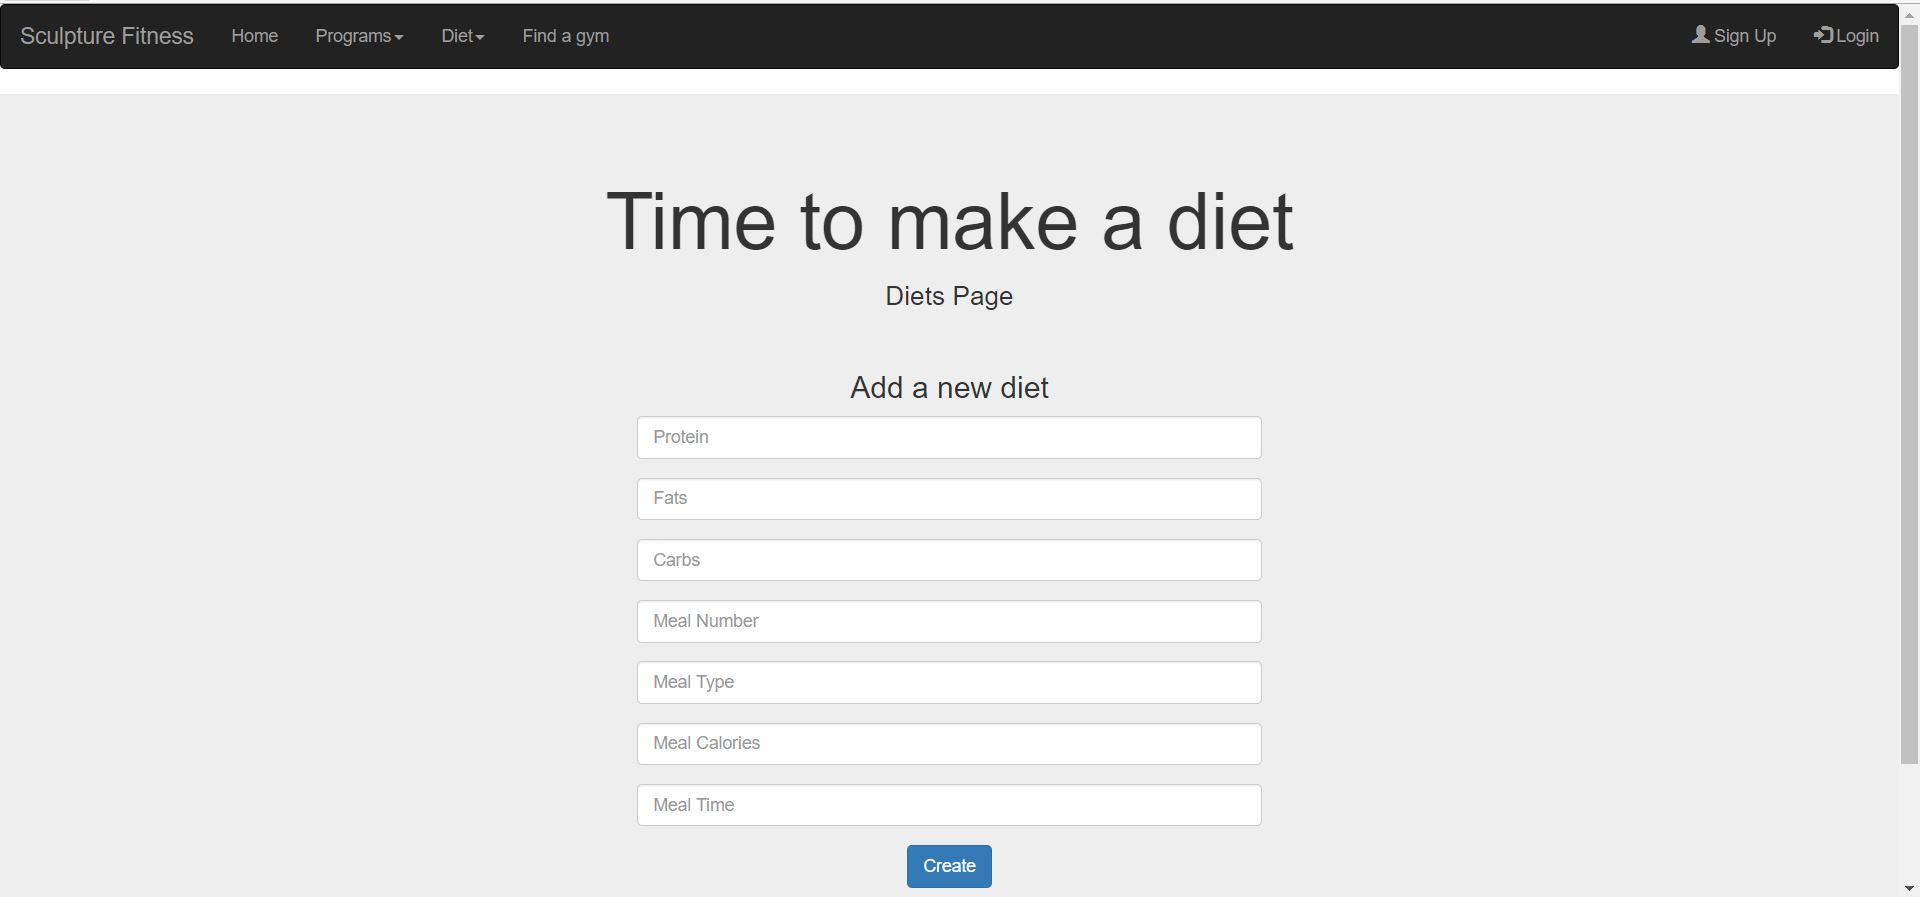 Sculpture Fitness Home Programs Diet Find a gym Sign Up Login
Time to make a diet
Diets Page
Add a new diet
Protein
Fats
Carbs
Meal Number
Meal Type
Meal Calories
Meal Time
Create